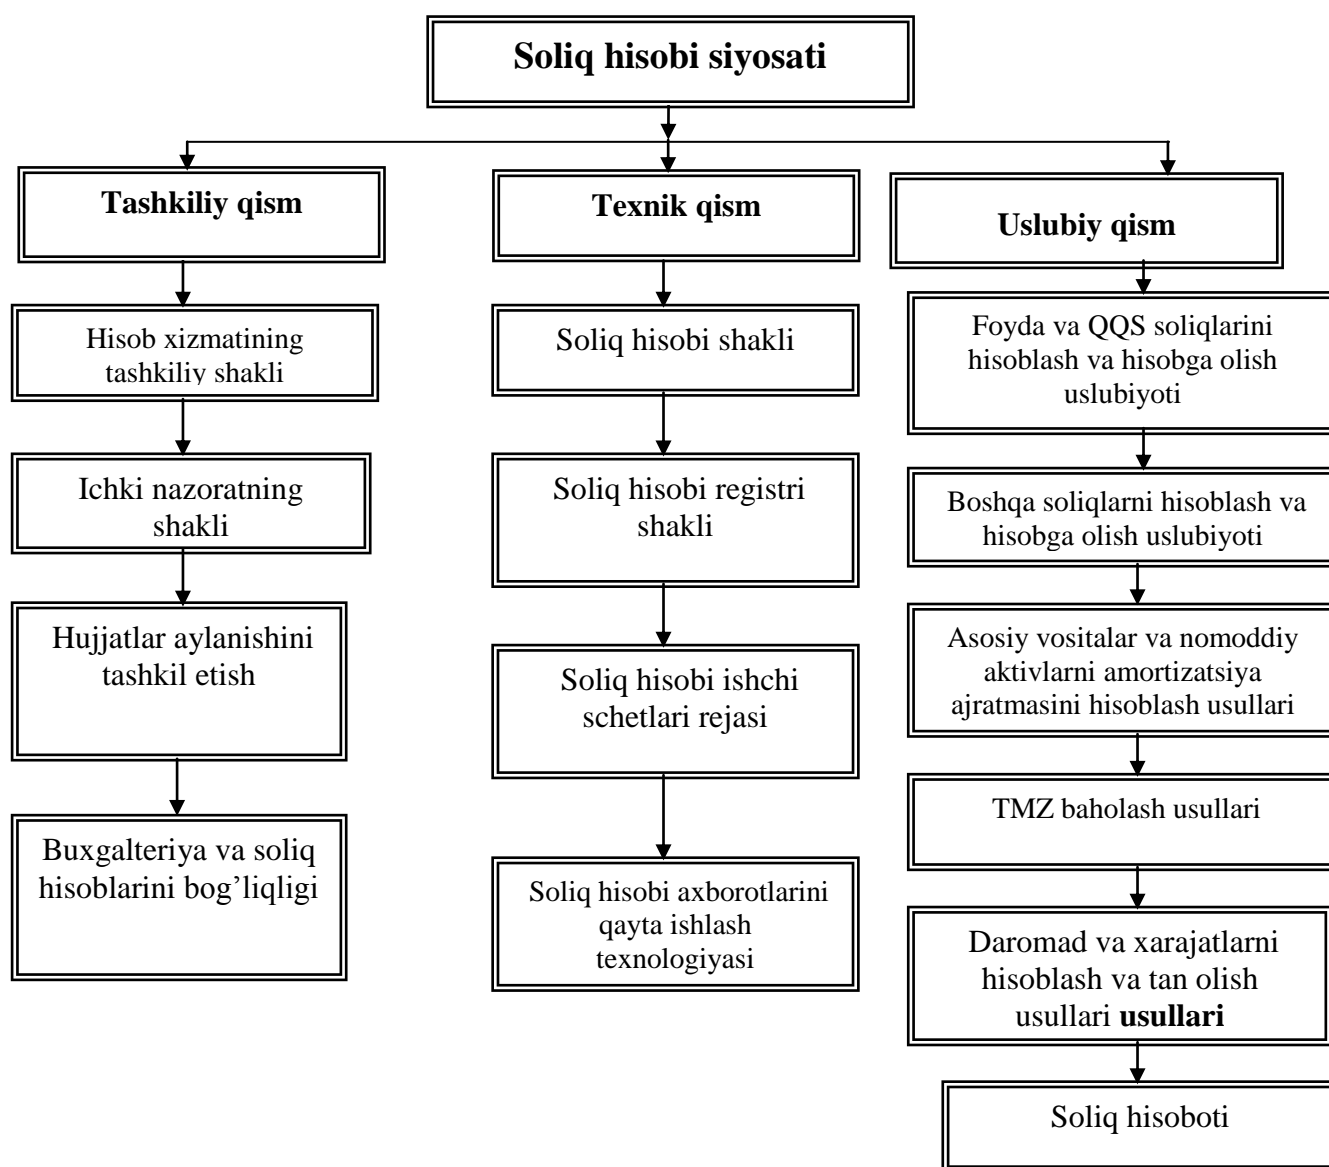 Soliq hisobi siyosati
Tashkiliy qism
Hisob xizmatining
tashkiliy shakli
Ichki nazoratning
shakli
Hujjatlar aylanishini
tashkil etish
Buxgalteriya va soliq
hisoblarini bog’liqligi
Texnik qism
Soliq hisobi shakli
Soliq hisobi registri
shakli
Soliq hisobi ishchi
schetlari rejasi
Soliq hisobi axborotlarini
qayta ishlash
texnologiyasi
Uslubiy qism
Foyda va QQS soliqlarini
hisoblash va hisobga olish
uslubiyoti
Boshqa soliqlarni hisoblash va
hisobga olish uslubiyoti
Asosiy vositalar va nomoddiy
aktivlarni amortizatsiya
ajratmasini hisoblash usullari
TMZ baholash usullari
Daromad va xarajatlarni
hisoblash va tan olish
usullari usullari
Soliq hisoboti